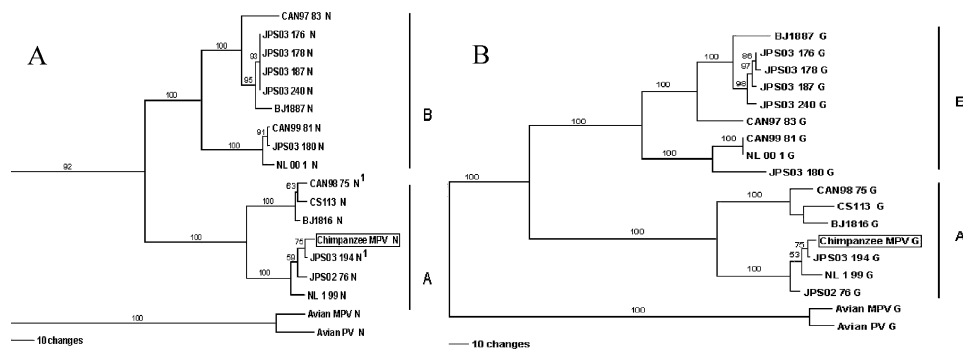 A
100
100
92
100
93
95
91
100
63
100
75
59
100
100
CAN97 83 N
JPS03 176 N
JPS03 178 N
JPS03 187 N
JPS03 240 N
BJ1887 N
CAN99 81 N
JPS03 180 N
NL 00 1 N
B
CAN98 75 N¹
CS113 N
BJ1816 N
Chimpanzee MPV N
JPS03 194 N¹
JPS02 76 N
NL 1 99 N
A
Avian MPV N
Avian PV N
10 changes
B
100
100
86
97
98
100
100
100
100
100
75
53
100
100
BJ1887 G
JPS03 176 G
JPS03 178 G
JPS03 187 G
JPS03 240 G
CAN97 83 G
CAN99 81 G
NL 00 1 G
JPS03 180 G
CAN98 75 G
CS113 G
BJ1816 G
Chimpanzee MPV G
JPS03 194 G
NL 1 99 G
JPS02 76 G
A
Avian MPV G
Avian PV G
10 changes